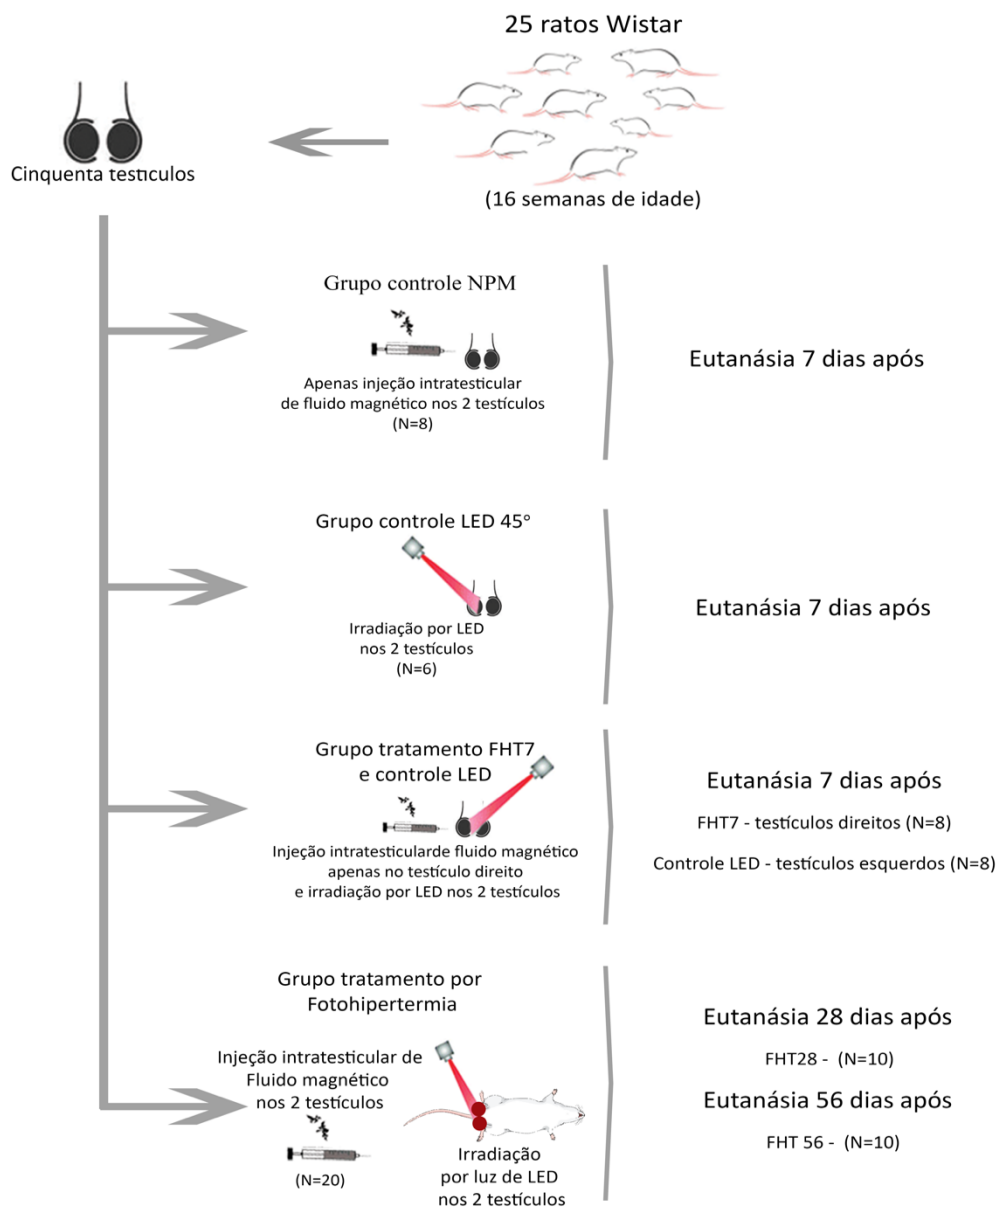 25 ratos Wistar
Cinquenta testículos
(16 semanas de idade)
Grupo controle NPM
Apenas injeção intratesticular
de fluido magnético nos 2 testículos
(N=8)
Eutanásia 7 dias após
Grupo controle LED 45°
Irradiação por LED
nos 2 testículos
(N=6)
Eutanásia 7 dias após
Grupo tratamento FHT7
e controle LED
Injeção intratesticularde fluido magnético
apenas no testículo direito
e irradiação por LED nos 2 testículos
Eutanásia 7 dias após
FHT7 - testículos direitos (N=8)
Controle LED - testículos esquerdos (N=8)
Grupo tratamento por
Fotohipertermia
Injeção intratesticular de
Fluido magnético
nos 2 testículos
(N=20)
Irradiação
por luz de LED
nos 2 testículos
Eutanásia 28 dias após
FHT28 - (N=10)
Eutanásia 56 dias após
FHT 56 - (N=10)